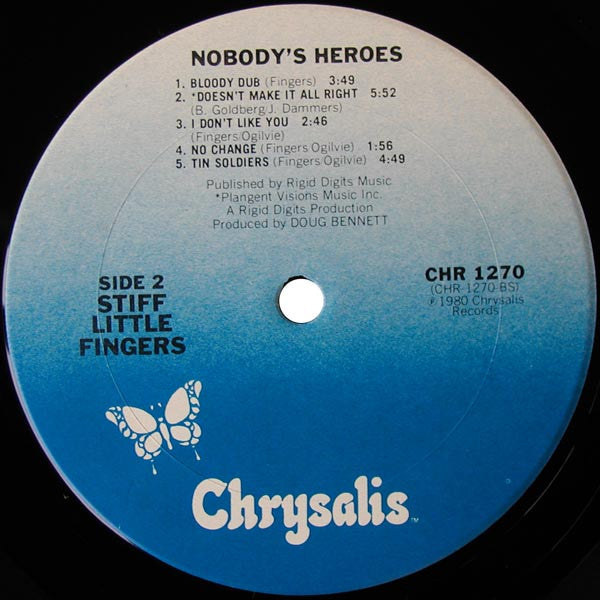 NOBODY'S HEROES
1. BLOODY DUB (Fingers) 3:49
2. *DOESN'T MAKE IT ALL RIGHT 5:52
(B. Goldberg/J. Dammers)
3. I DON'T LIKE YOU 2:46
(Fingers/Ogilvie)
4. NO CHANGE (Fingers/Ogilvie) 1:56
5. TIN SOLDIERS (Fingers/Ogilvie) 4:49
Published by Rigid Digits Music
*Plangent Visions Music Inc.
A Rigid Digits Production
Produced by DOUG BENNETT
SIDE 2
STIFF
LITTLE
FINGERS
CHR 1270
(CHR-1270-BS)
℗ 1980 Chrysalis
Records
Chrysalis™